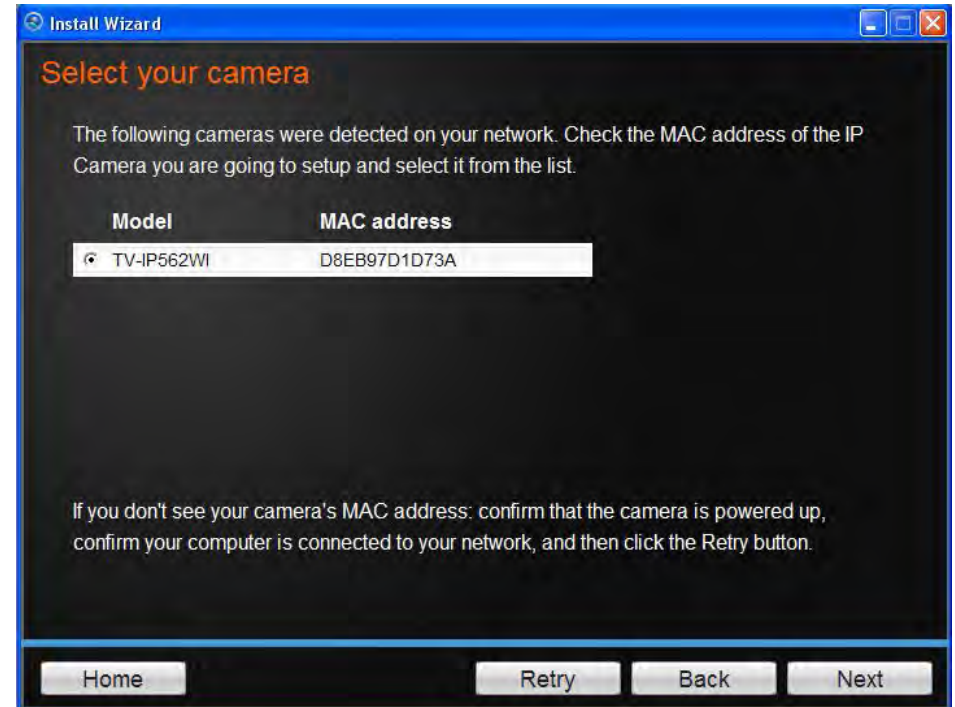 Install Wizard
Select your camera
The following cameras were detected on your network. Check the MAC address of the IP
Camera you are going to setup and select it from the list.
Model MAC address
TV-IP562WI D8EB97D1D73A
If you don't see your camera's MAC address: confirm that the camera is powered up,
confirm your computer is connected to your network, and then click the Retry button.
Home Retry Back Next